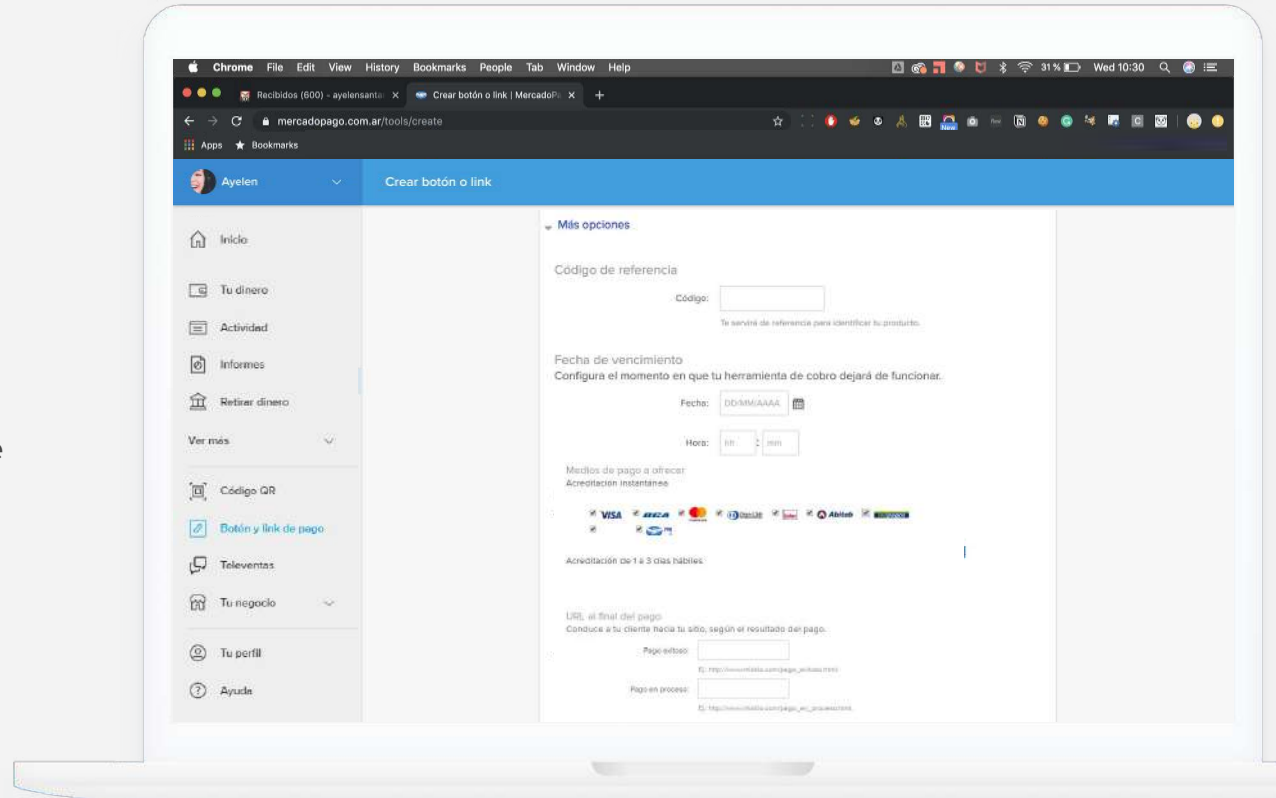 Chrome File Edit View History Bookmarks People Tab Window Help 31% Wed 10:30
Recibidos (600) - ayelensanta Crear botón o link | MercadoPa
mercadopago.com.ar/tools/create
New
Apps Bookmarks
Ayelen
Crear botón o link
Inicio
Tu dinero
Actividad
Informes
Retirar dinero
Ver más
Código QR
Botón y link de pago
Televentas
Tu negocio
Tu perfil
Ayuda
Más opciones
Código de referencia
Código:
Te servirá de referencia para identificar tu producto.
Fecha de vencimiento
Configura el momento en que tu herramienta de cobro dejará de funcionar.
Fecha: DD/MM/AAAA
Hora: hh : mm
Medios de pago a ofrecer
Acreditación instantánea
VISA Abitab
Acreditación de 1 a 3 días hábiles
URL al final del pago
Conduce a tu cliente hacia tu sitio, según el resultado del pago.
Pago exitoso:
Pago en proceso:
e